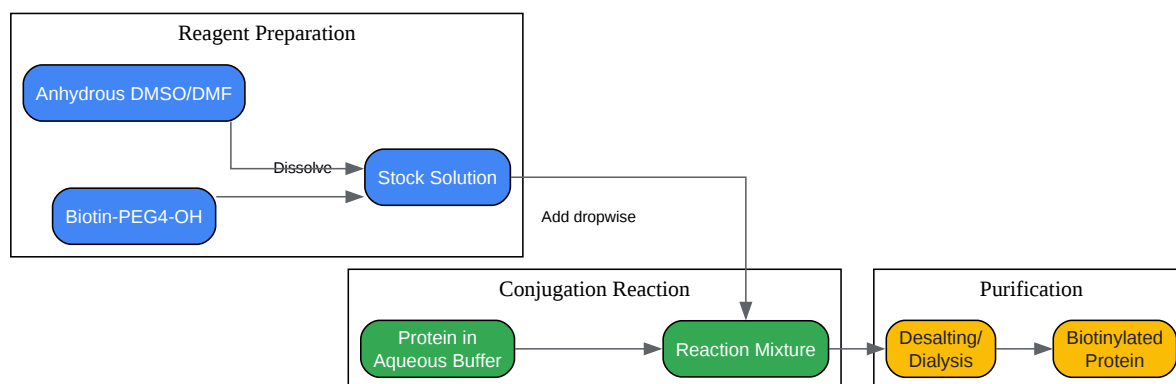 Reagent Preparation
Anhydrous DMSO/DMF
Dissolve
Stock Solution
Biotin-PEG4-OH
Add dropwise
Conjugation Reaction
Protein in
Aqueous Buffer
Reaction Mixture
Purification
Desalting/
Dialysis
Biotinylated
Protein